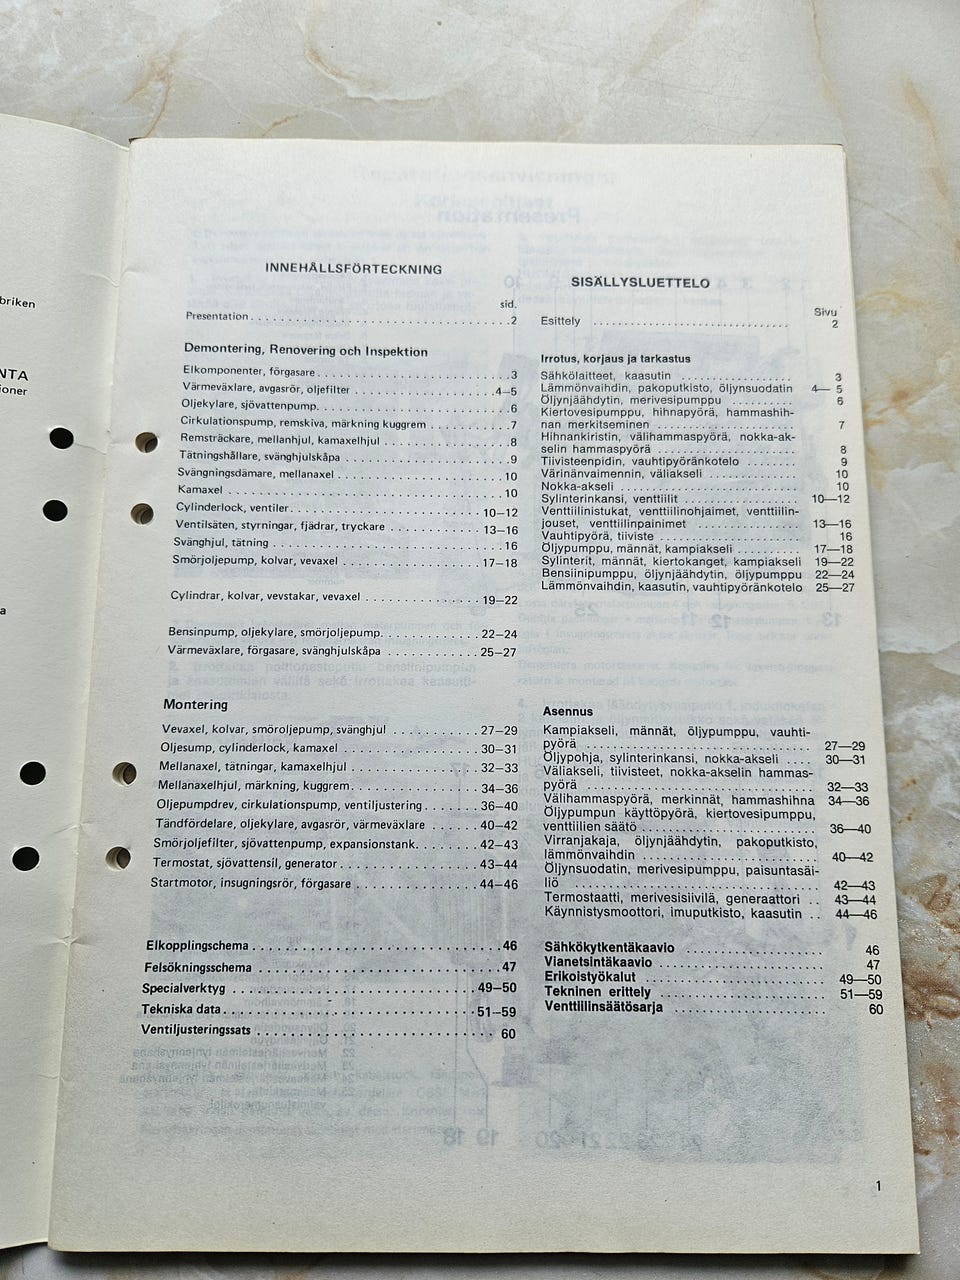 briken
NTA
ioner
a
INNEHÅLLSFÖRTECKNING
sid.
Presentation . . . . . . . . . . . . . . . . 2
Demontering, Renovering och Inspektion
Elkomponenter, förgasare . . . . . . . . . . . . 3
Värmeväxlare, avgasrör, oljefilter . . . . . . . . 4–5
Oljekylare, sjövattenpump. . . . . . . . . . . . 6
Cirkulationspump, remskiva, märkning kuggrem . . . . . . 7
Remsträckare, mellanhjul, kamaxelhjul . . . . . . . . 8
Tätningshållare, svänghjulskåpa . . . . . . . . . . 9
Svängningsdämare, mellanaxel . . . . . . . . . . 10
Kamaxel . . . . . . . . . . . . . . . . 10
Cylinderlock, ventiler . . . . . . . . . . . . 10–12
Ventilsäten, styrningar, fjädrar, tryckare . . . . . . . . 13–16
Svänghjul, tätning . . . . . . . . . . . . 16
Smörjoljepump, kolvar, vevaxel . . . . . . . . . . 17–18
Cylindrar, kolvar, vevstakar, vevaxel . . . . . . . . 19–22
Bensinpump, oljekylare, smörjoljepump. . . . . . . . 22–24
Värmeväxlare, förgasare, svänghjulskåpa . . . . . . . . 25–27
Montering
Vevaxel, kolvar, smöroljepump, svänghjul . . . . . . . . 27–29
Oljesump, cylinderlock, kamaxel . . . . . . . . . . 30–31
Mellanaxel, tätningar, kamaxelhjul . . . . . . . . . . 32–33
Mellanaxelhjul, märkning, kuggrem. . . . . . . . . . 34–36
Oljepumpdrev, cirkulationspump, ventiljustering . . . . . . 36–40
Tändfördelare, oljekylare, avgasrör, värmeväxlare . . . . . . 40–42
Smörjoljefilter, sjövattenpump, expansionstank. . . . . . 42–43
Termostat, sjövattensil, generator . . . . . . . . . . 43–44
Startmotor, insugningsrör, förgasare . . . . . . . . . . 44–46
Elkopplingschema . . . . . . . . . . . . 46
Felsökningsschema . . . . . . . . . . . . 47
Specialverktyg . . . . . . . . . . . . 49–50
Tekniska data . . . . . . . . . . . . 51–59
Ventiljusteringssats . . . . . . . . . . . . 60
SISÄLLYSLUETTELO
Sivu
Esittely . . . . . . . . . . . . 2
Irrotus, korjaus ja tarkastus
Sähkölaitteet, kaasutin . . . . . . . . 3
Lämmönvaihdin, pakoputkisto, öljynsuodatin 4— 5
Öljynjäähdytin, merivesipumppu . . . . . . 6
Kiertovesipumppu, hihnapyörä, hammashih-
nan merkitseminen . . . . . . . . 7
Hihnankiristin, välihammaspyörä, nokka-ak-
selin hammaspyörä . . . . . . . . 8
Tiivisteenpidin, vauhtipyöränkotelo . . . . . . 9
Värinänvaimennin, väliakseli . . . . . . 10
Nokka-akseli . . . . . . . . 10
Sylinterinkansi, venttiilit . . . . . . . . 10—12
Venttiilinistukat, venttiilinohjaimet, venttiilin-
jouset, venttiilinpainimet . . . . . . . . 13—16
Vauhtipyörä, tiiviste . . . . . . . . 16
Öljypumppu, männät, kampiakseli . . . . . . 17—18
Sylinterit, männät, kiertokanget, kampiakseli 19—22
Bensiinipumppu, öljynjäähdytin, öljypumppu 22—24
Lämmönvaihdin, kaasutin, vauhtipyöränkotelo 25—27
Asennus
Kampiakseli, männät, öljypumppu, vauhti-
pyörä . . . . . . . . . . . . 27—29
Öljypohja, sylinterinkansi, nokka-akseli . . . . 30—31
Väliakseli, tiivisteet, nokka-akselin hammas-
pyörä . . . . . . . . . . . . 32—33
Välihammaspyörä, merkinnät, hammashihna 34—36
Öljypumpun käyttöpyörä, kiertovesipumppu,
venttiilien säätö . . . . . . . . 36—40
Virranjakaja, öljynjäähdytin, pakoputkisto,
lämmönvaihdin . . . . . . . . 40—42
Öljynsuodatin, merivesipumppu, paisuntasäi-
liö . . . . . . . . . . . . 42—43
Termostaatti, merivesisiivilä, generaattori . . 43—44
Käynnistysmoottori, imuputkisto, kaasutin . . 44—46
Sähkökytkentäkaavio . . . . . . . . 46
Vianetsintäkaavio . . . . . . . . 47
Erikoistyökalut . . . . . . . . 49—50
Tekninen erittely . . . . . . . . 51—59
Venttiilinsäätösarja . . . . . . . . 60
1